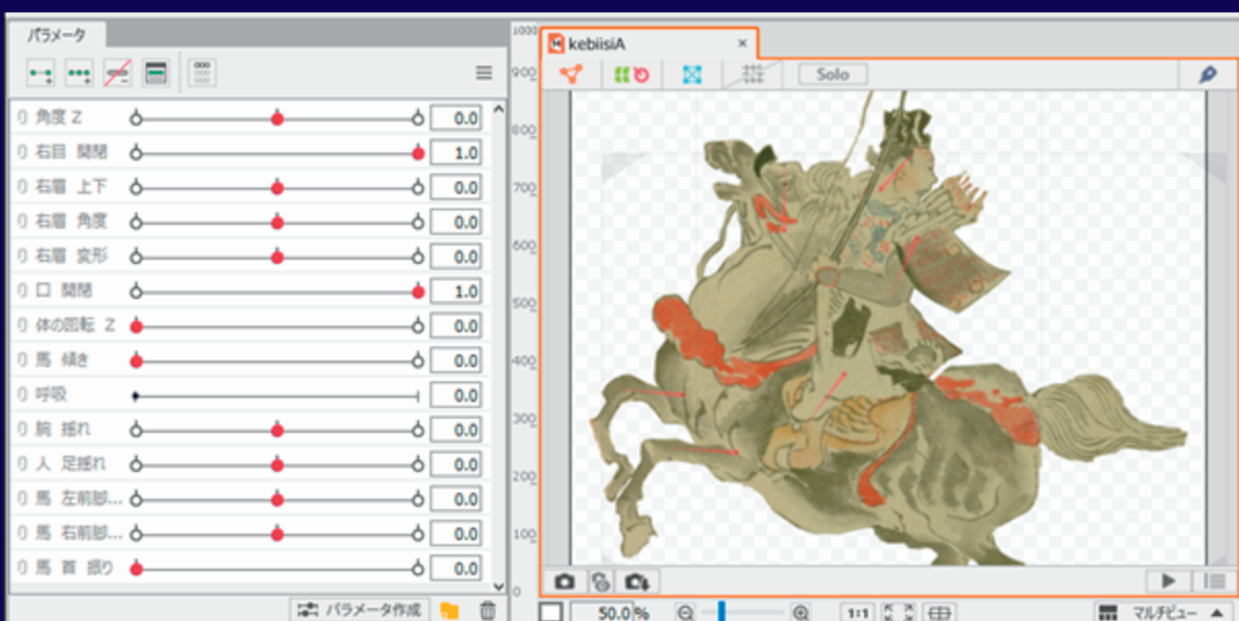 パラメータ
角度 Z 0.0
右目 開閉 1.0
右眉 上下 0.0
右眉 角度 0.0
右眉 変形 0.0
口 開閉 1.0
体の回転 Z 0.0
馬 傾き 0.0
呼吸 0.0
腕 揺れ 0.0
人 足揺れ 0.0
馬 左前脚... 0.0
馬 右前脚... 0.0
馬 首 振り 0.0
パラメータ作成
1000
900
800
700
600
500
400
300
200
100
0
kebiisiA
Solo
50.0 %
1:1
マルチビュー